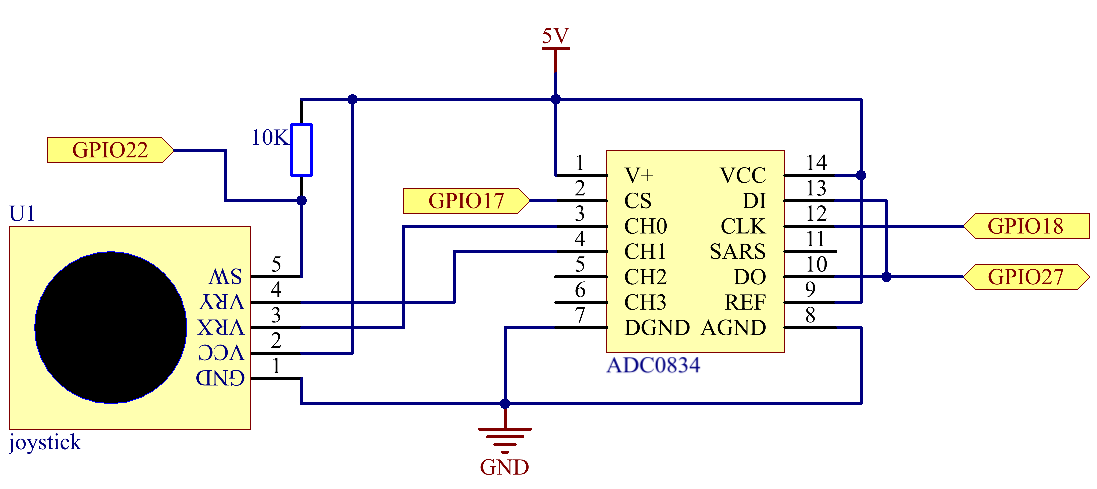 5V
10K
GPIO22
GPIO17
U1
SW 5
VRY 4
VRX 3
VCC 2
GND 1
joystick
1 V+ VCC 14
2 CS DI 13
3 CH0 CLK 12
4 CH1 SARS 11
5 CH2 DO 10
6 CH3 REF 9
7 DGND AGND 8
ADC0834
GPIO18
GPIO27
GND